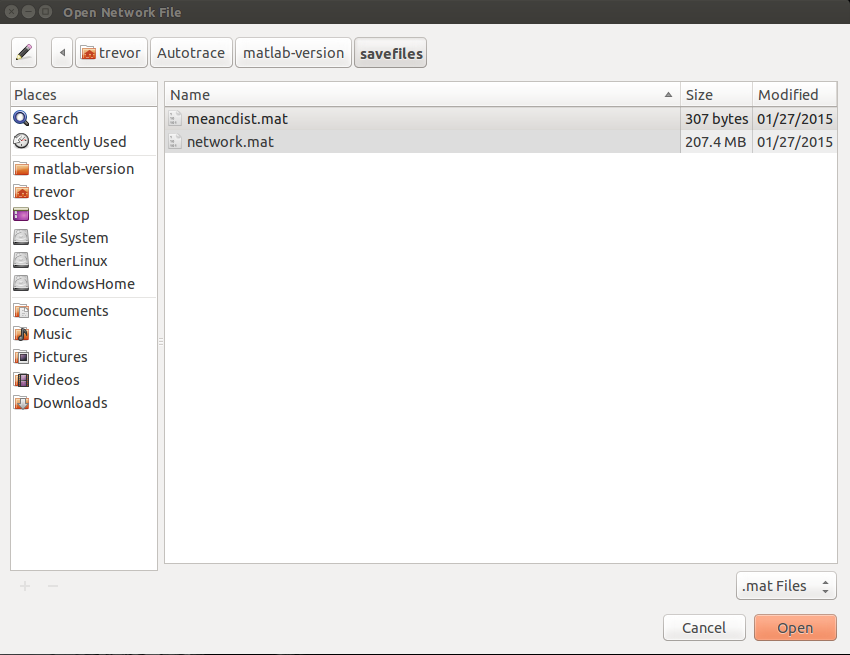 Open Network File
trevor Autotrace matlab-version savefiles
Places
Search
Recently Used
matlab-version
trevor
Desktop
File System
OtherLinux
WindowsHome
Documents
Music
Pictures
Videos
Downloads
Name Size Modified
meancdist.mat 307 bytes 01/27/2015
network.mat 207.4 MB 01/27/2015
.mat Files
Cancel Open